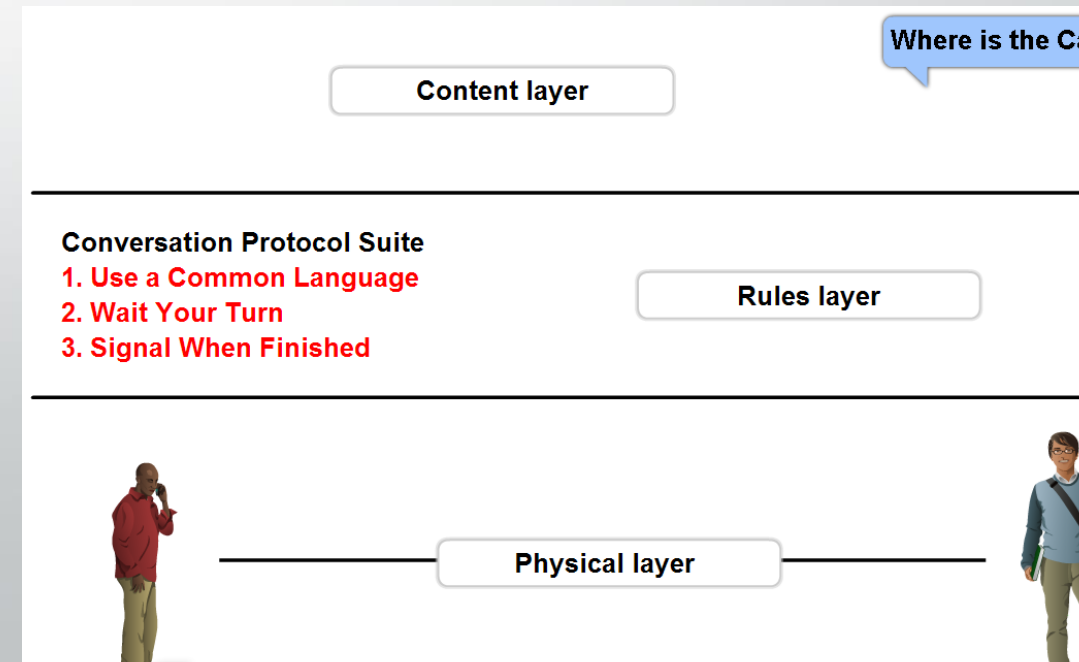 Where is the
Content layer
Conversation Protocol Suite
1. Use a Common Language
2. Wait Your Turn
3. Signal When Finished
Rules layer
Physical layer